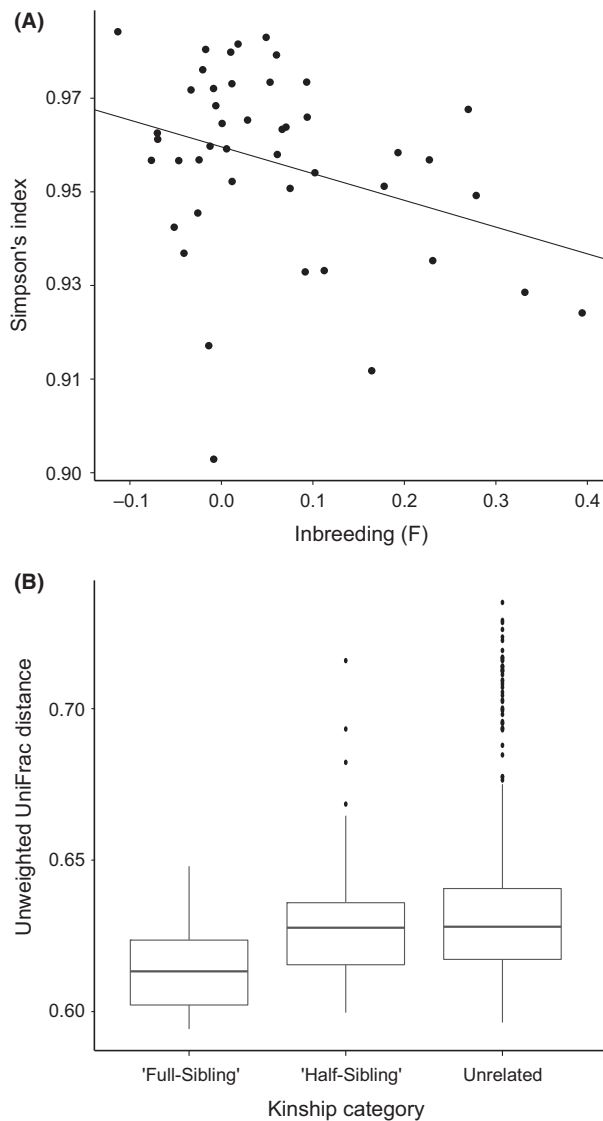 (A)
Simpson's index
0.97
0.95
0.93
0.91
0.90
–0.1 0.0 0.1 0.2 0.3 0.4
Inbreeding (F)
(B)
Unweighted UniFrac distance
0.70
0.65
0.60
'Full-Sibling' 'Half-Sibling' Unrelated
Kinship category